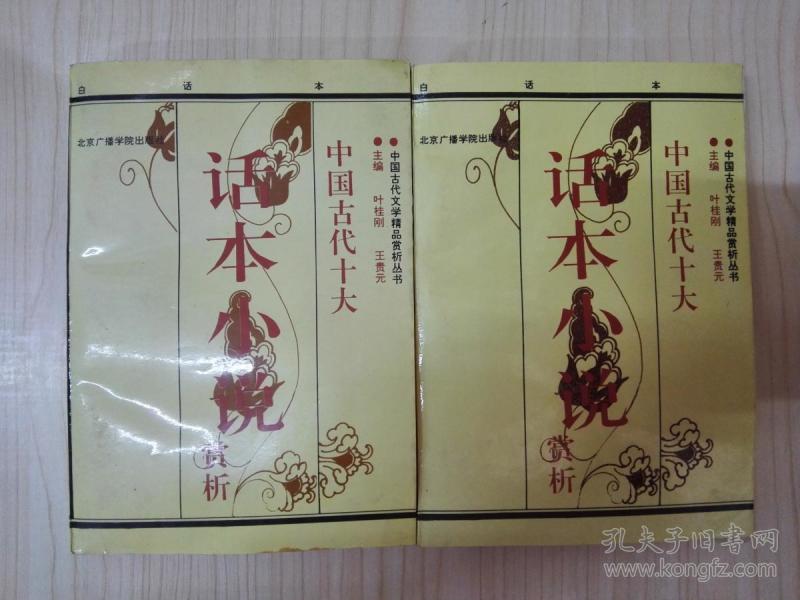 白 话 本
●中国古代文学精品赏析丛书
●主编 叶桂刚 王贵元
中国古代十大
话本小说
赏析
北京广播学院出版社
白 话 本
●中国古代文学精品赏析丛书
●主编 叶桂刚 王贵元
中国古代十大
话本小说
赏析
北京广播学院出版社
孔夫子旧书网
www.kongfz.com